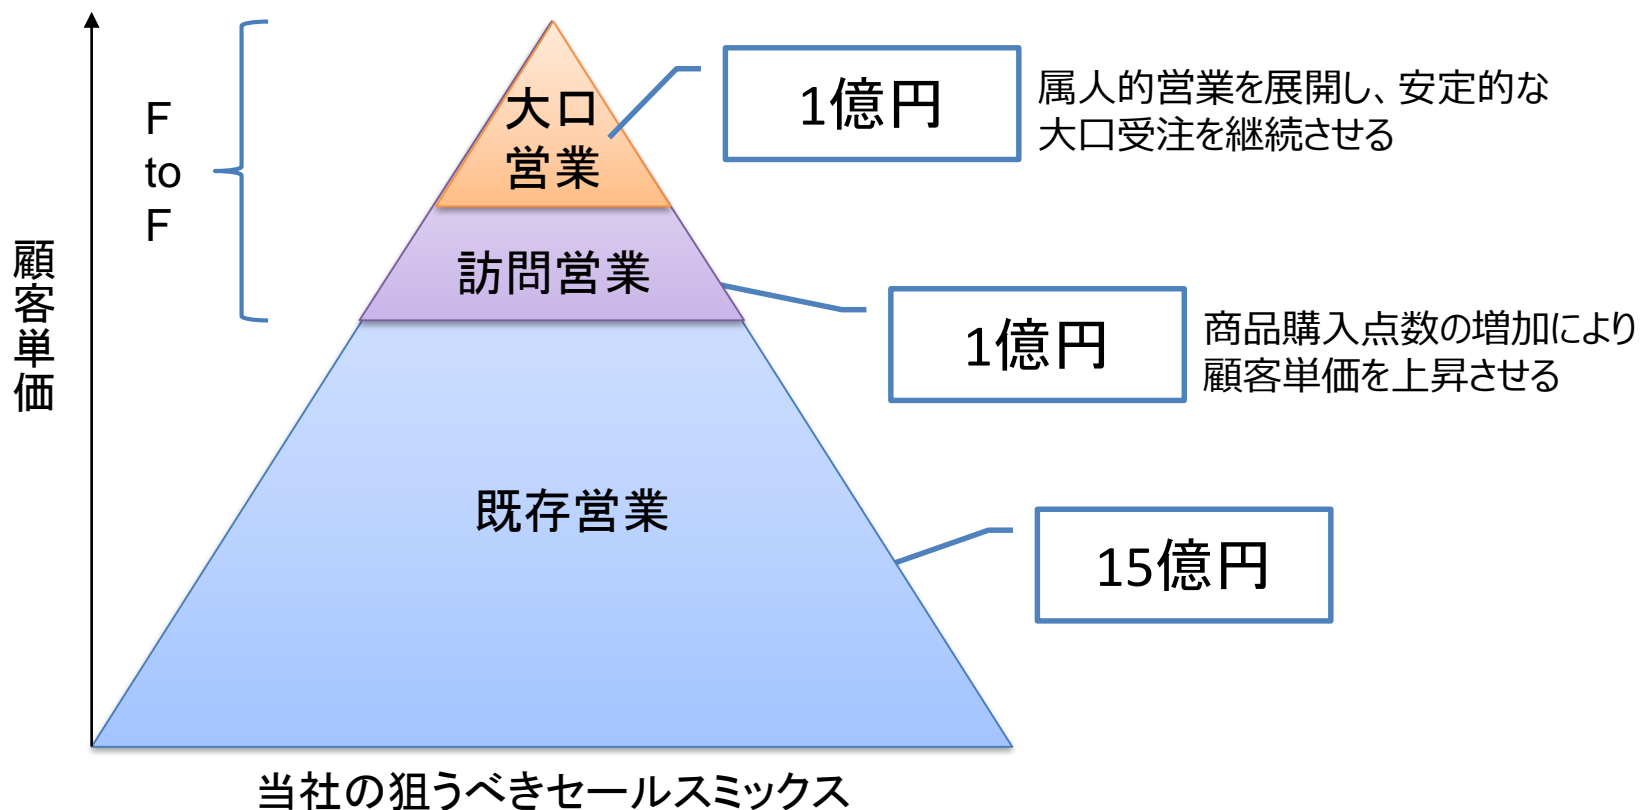 F
to
F
顧客単価
大口
営業
訪問営業
既存営業
1億円
属人的営業を展開し、安定的な
大口受注を継続させる
1億円
商品購入点数の増加により
顧客単価を上昇させる
15億円
当社の狙うべきセールスミックス